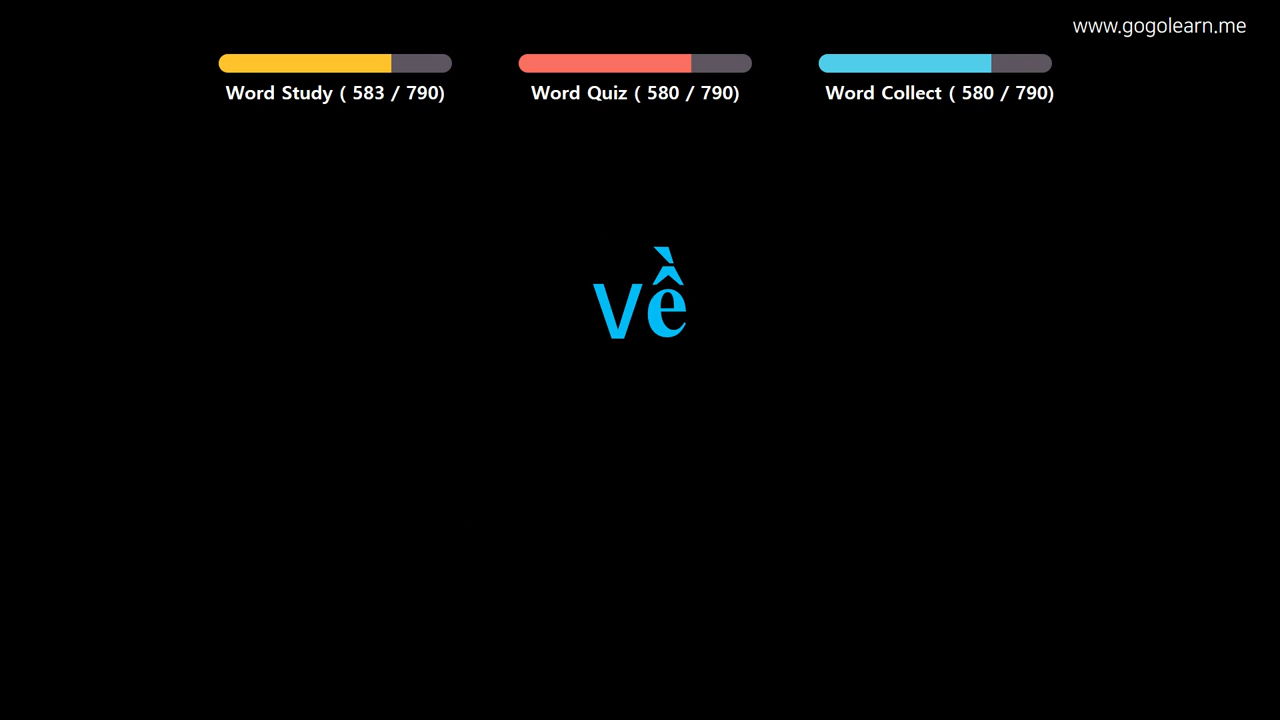 www.gogolearn.me
Word Study ( 583 / 790)
Word Quiz ( 580 / 790)
Word Collect ( 580 / 790)
về